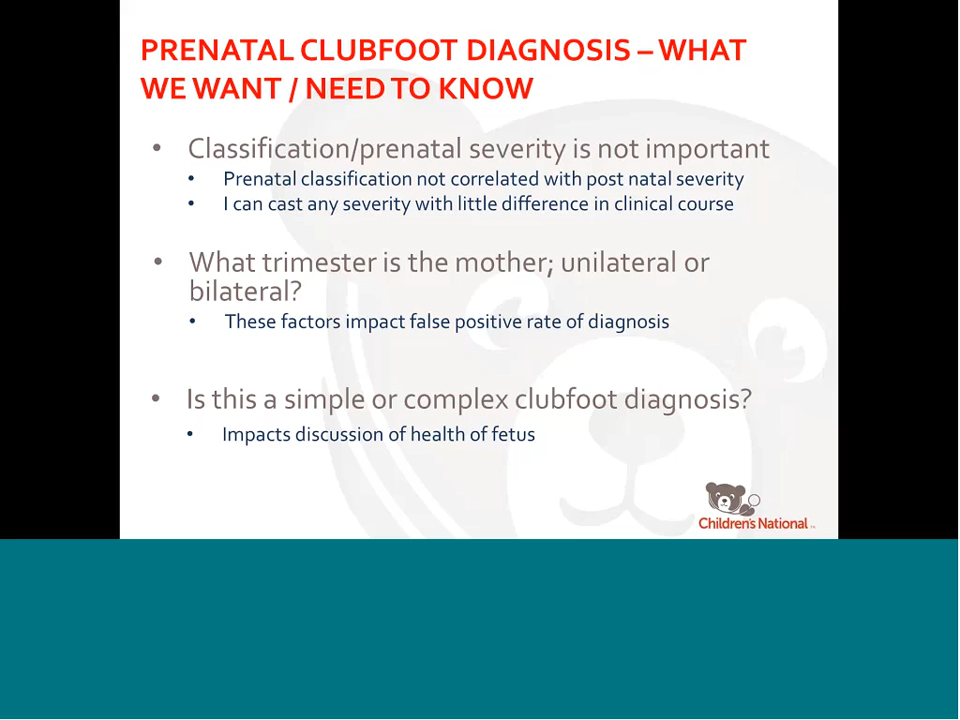 PRENATAL CLUBFOOT DIAGNOSIS – WHAT
WE WANT / NEED TO KNOW
• Classification/prenatal severity is not important
• Prenatal classification not correlated with post natal severity
• I can cast any severity with little difference in clinical course
• What trimester is the mother; unilateral or
bilateral?
• These factors impact false positive rate of diagnosis
• Is this a simple or complex clubfoot diagnosis?
• Impacts discussion of health of fetus
Children's National